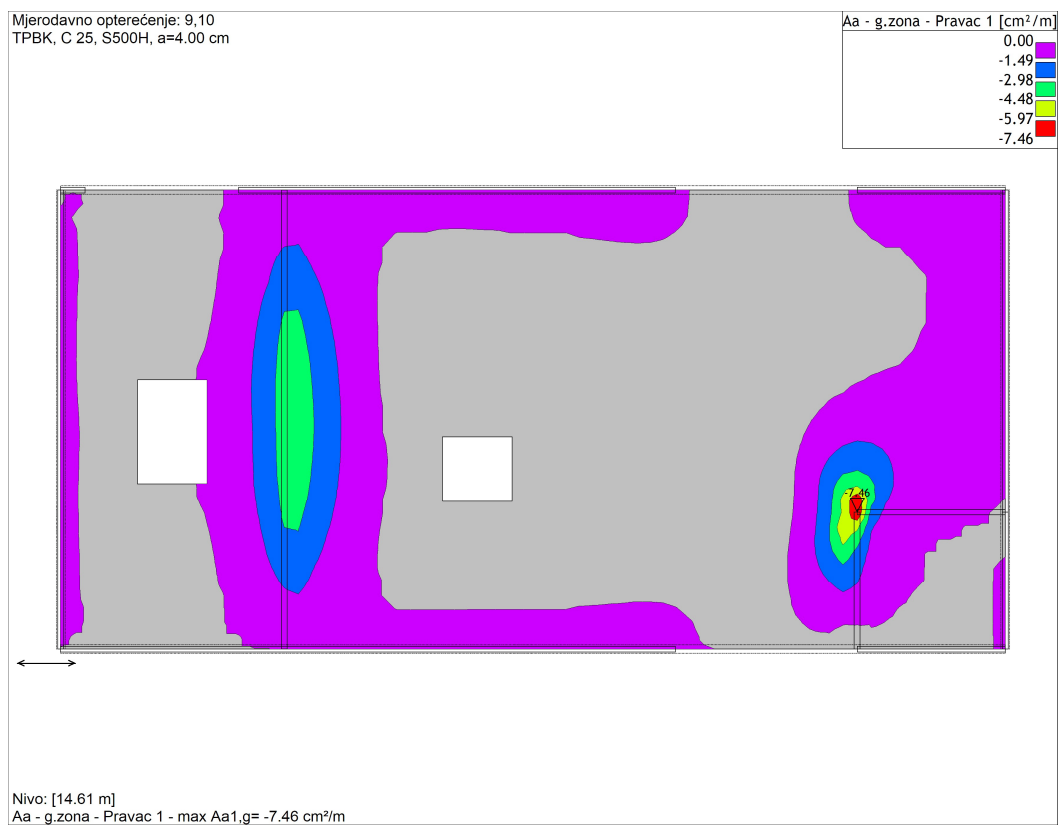 Mjerodavno opterećenje: 9,10
TPBK, C 25, S500H, a=4.00 cm
Aa - g.zona - Pravac 1 [cm²/m]
0.00
-1.49
-2.98
-4.48
-5.97
-7.46
-7.46
Nivo: [14.61 m]
Aa - g.zona - Pravac 1 - max Aa1,g= -7.46 cm²/m